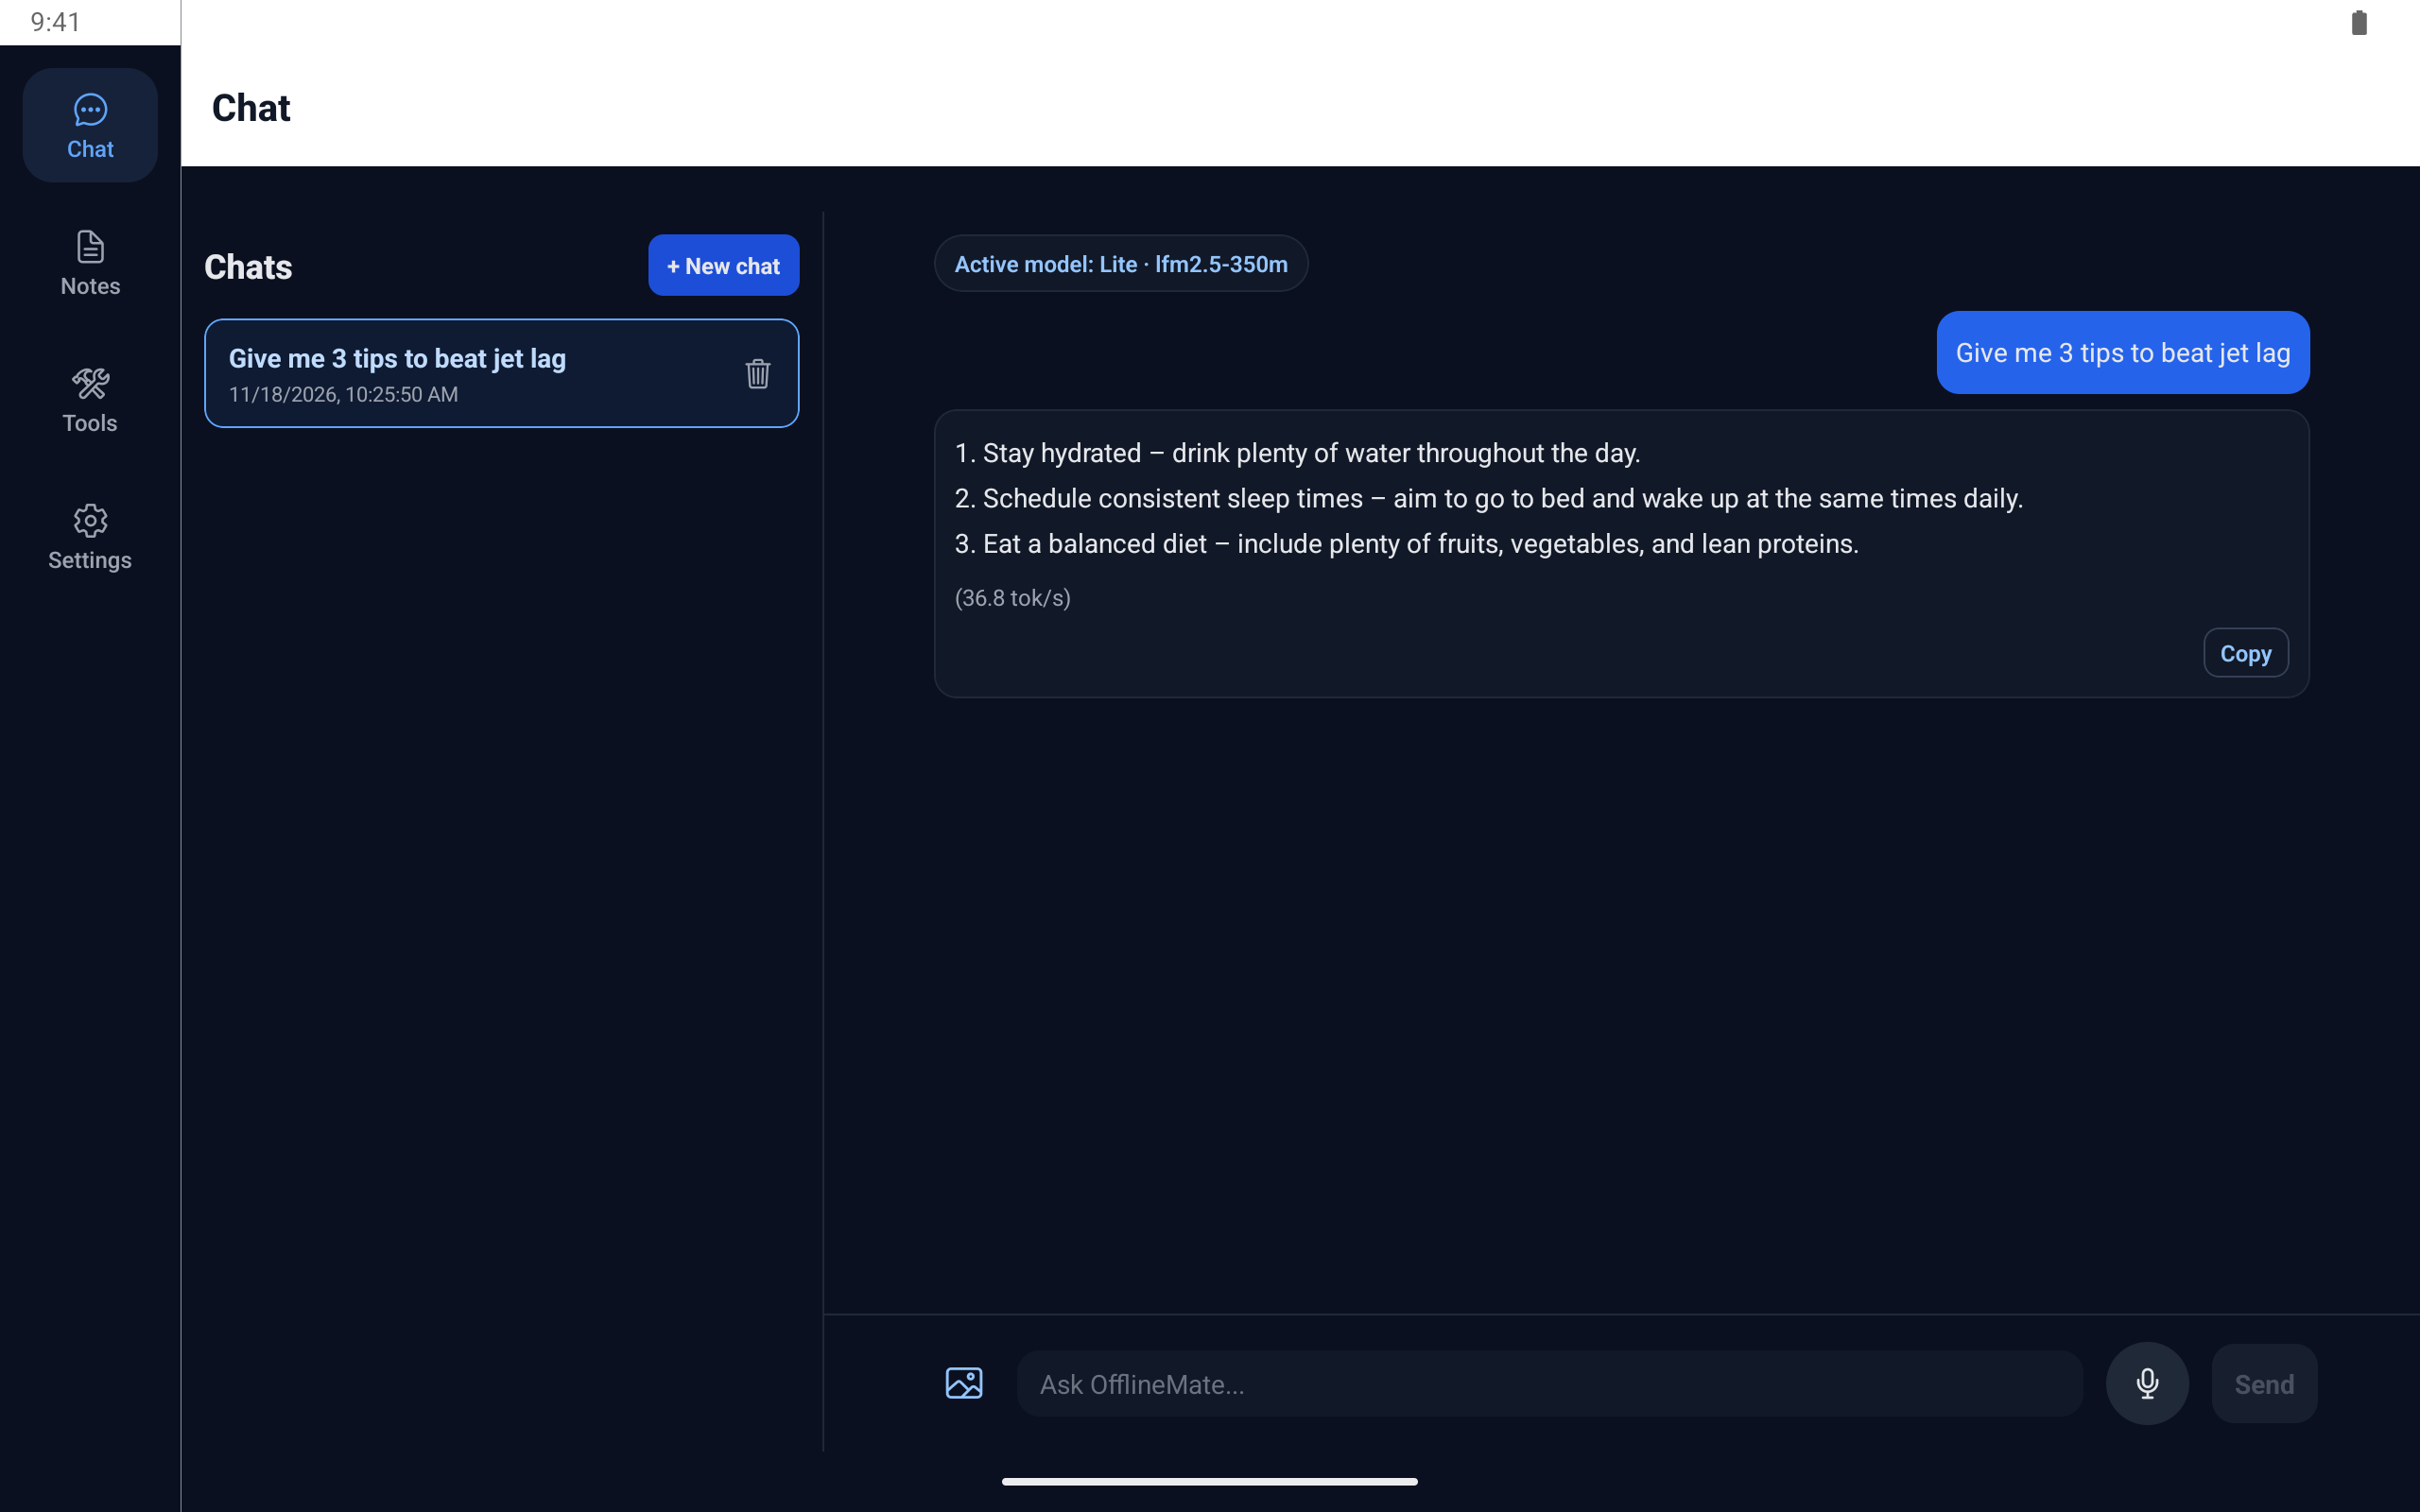 9:41
Chat
Notes
Tools
Settings
Chat
Chats
+ New chat
Give me 3 tips to beat jet lag
11/18/2026, 10:25:50 AM
Active model: Lite · lfm2.5-350m
Give me 3 tips to beat jet lag
1. Stay hydrated – drink plenty of water throughout the day.
2. Schedule consistent sleep times – aim to go to bed and wake up at the same times daily.
3. Eat a balanced diet – include plenty of fruits, vegetables, and lean proteins.
(36.8 tok/s)
Copy
Ask OfflineMate...
Send